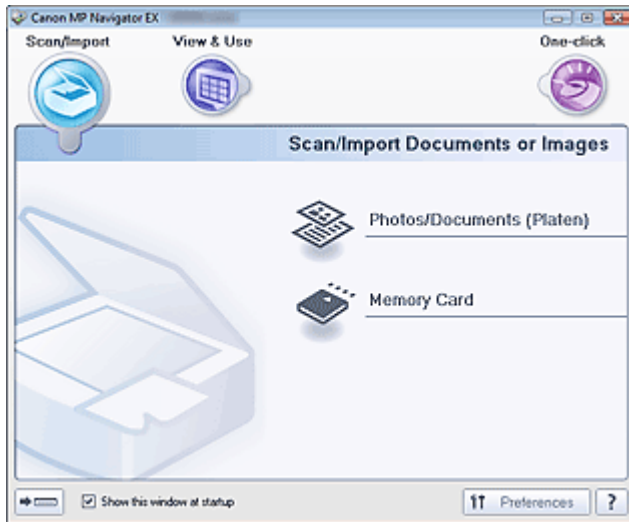 Canon MP Navigator EX
Scan/Import
View & Use
One-click
Scan/Import Documents or Images
Photos/Documents (Platen)
Memory Card
Show this window at startup
Preferences
?